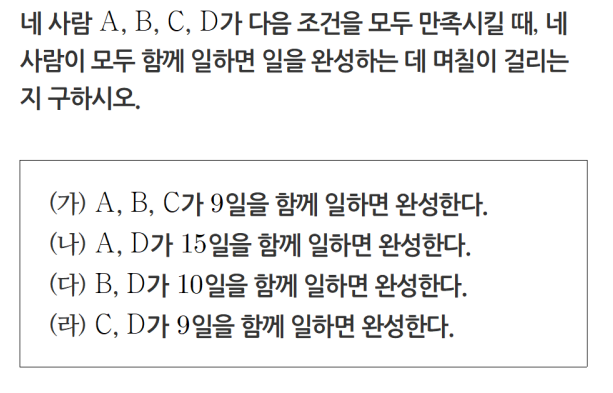 네 사람 A, B, C, D가 다음 조건을 모두 만족시킬 때, 네
사람이 모두 함께 일하면 일을 완성하는 데 며칠이 걸리는
지 구하시오.
(가) A, B, C가 9일을 함께 일하면 완성한다.
(나) A, D가 15일을 함께 일하면 완성한다.
(다) B, D가 10일을 함께 일하면 완성한다.
(라) C, D가 9일을 함께 일하면 완성한다.